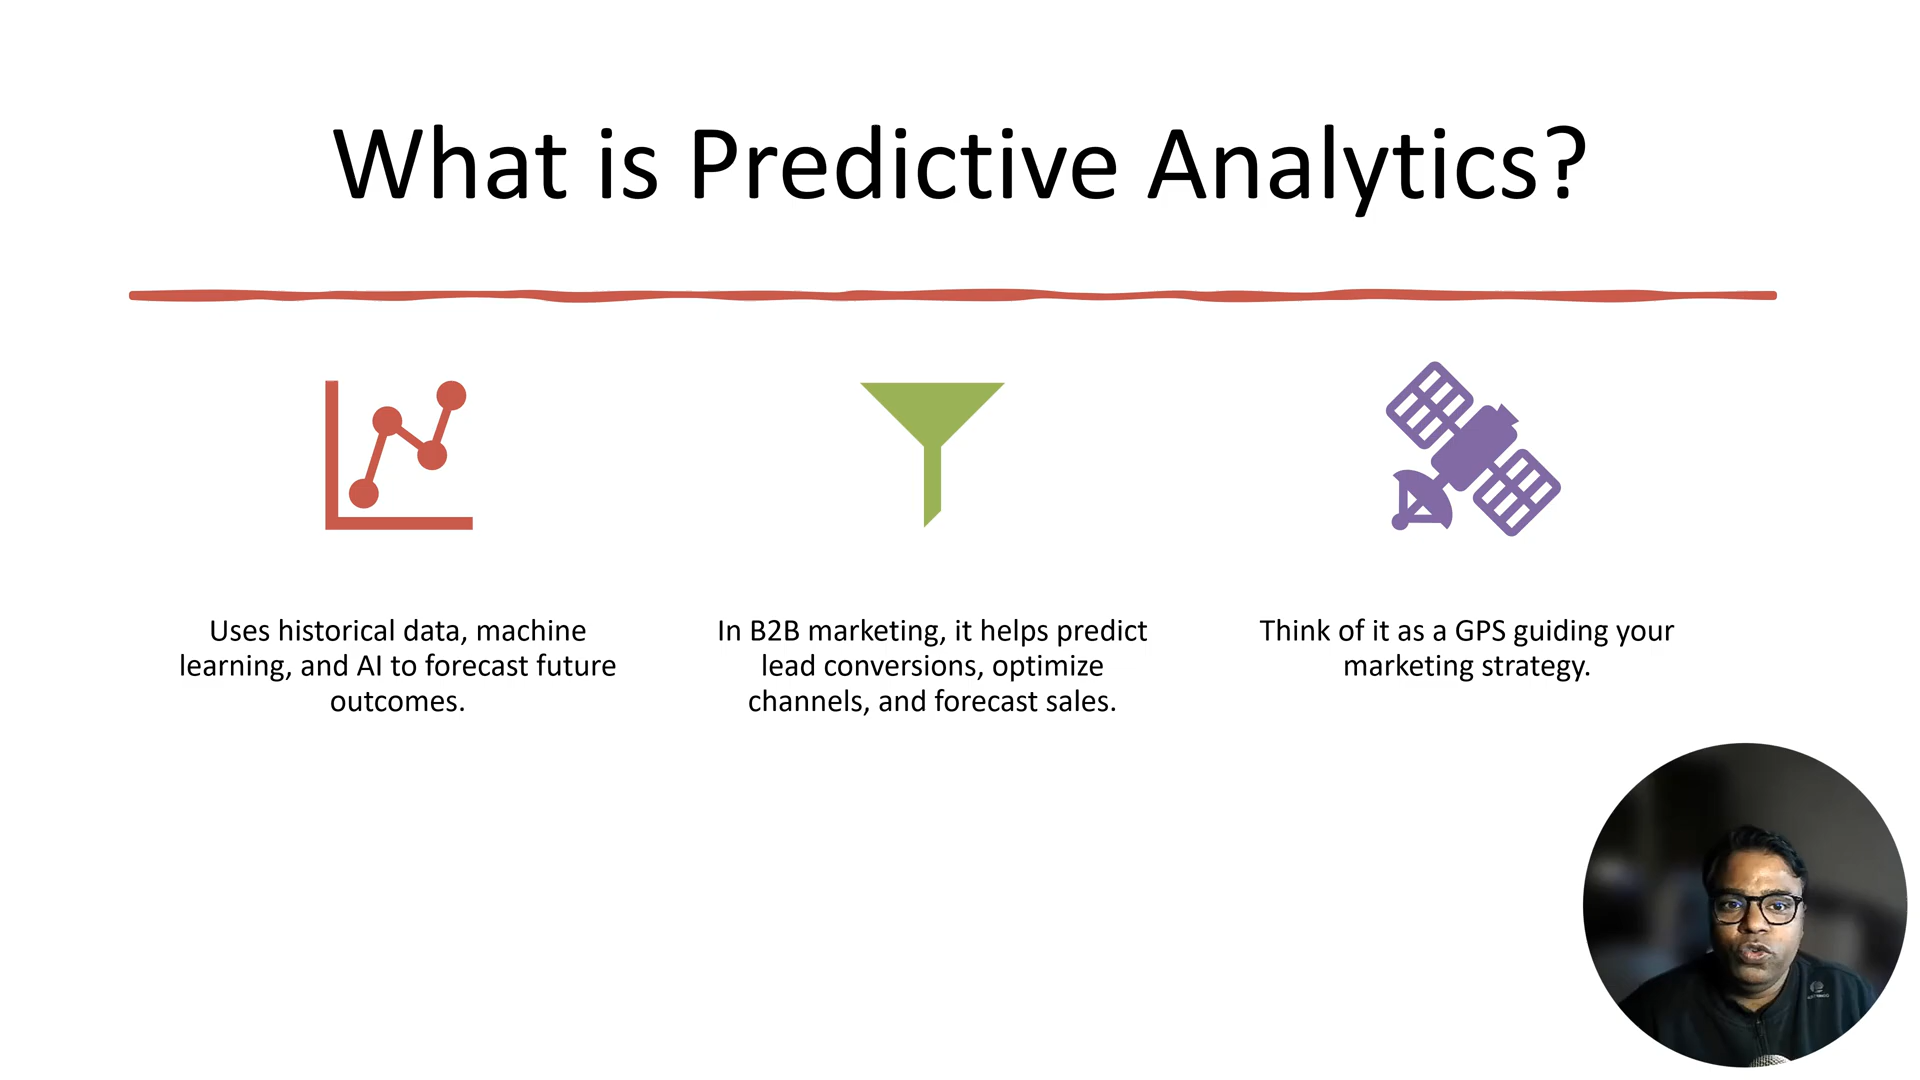 What is Predictive Analytics?
Uses historical data, machine
learning, and AI to forecast future
outcomes.
In B2B marketing, it helps predict
lead conversions, optimize
channels, and forecast sales.
Think of it as a GPS guiding your
marketing strategy.